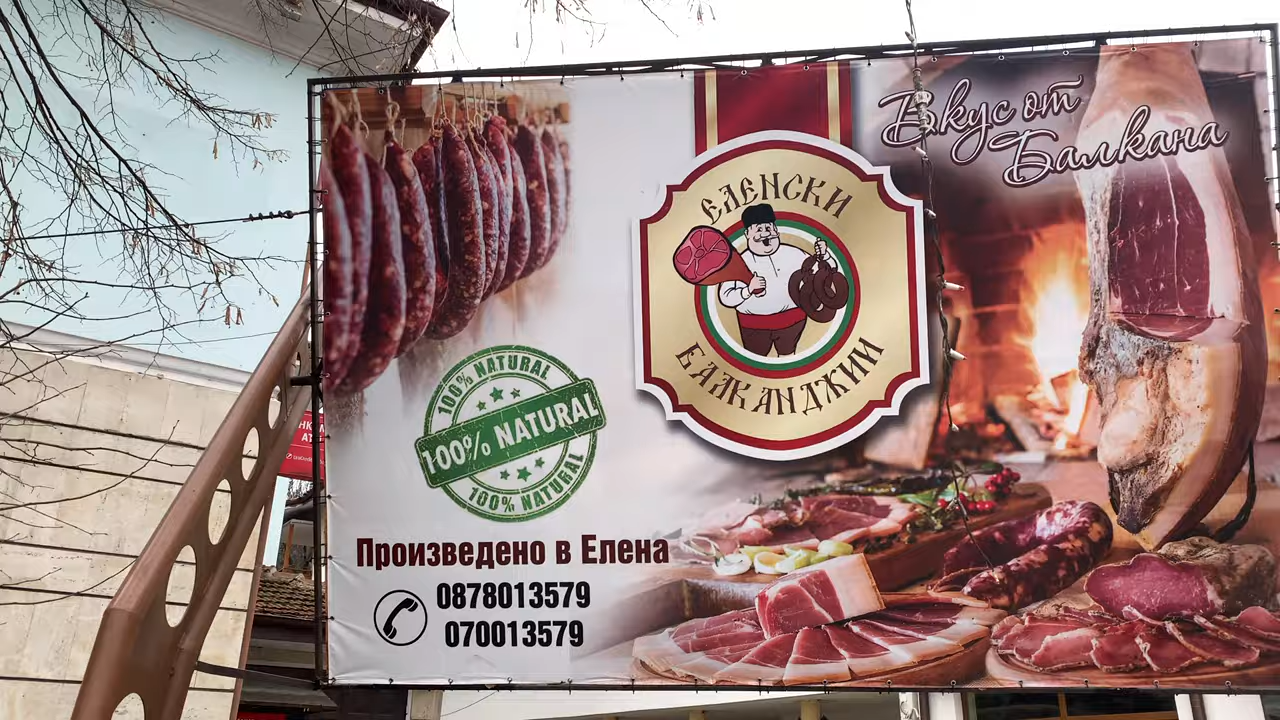 Вкус от
Балкана
ЕЛЕНСКИ
БАЛКАНДЖИИ
100% NATURAL
100% NATURAL
100% NATURAL
Произведено в Елена
0878013579
070013579